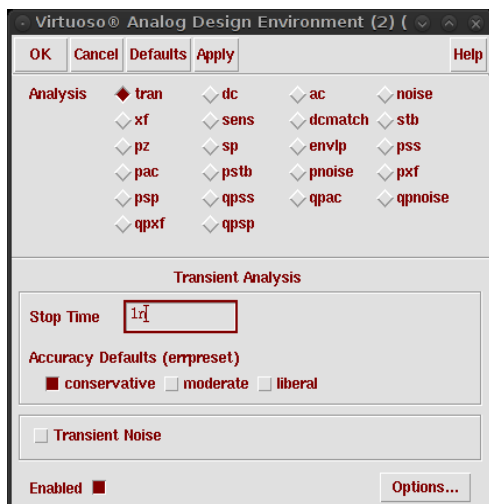 Virtuoso® Analog Design Environment (2) (
OK Cancel Defaults Apply Help
Analysis tran dc ac noise
xf sens dcmatch stb
pz sp envlp pss
pac pstb pnoise pxf
psp qpss qpac qpnoise
qpxf qpsp
Transient Analysis
Stop Time 1n
Accuracy Defaults (errpreset)
conservative moderate liberal
Transient Noise
Enabled Options...